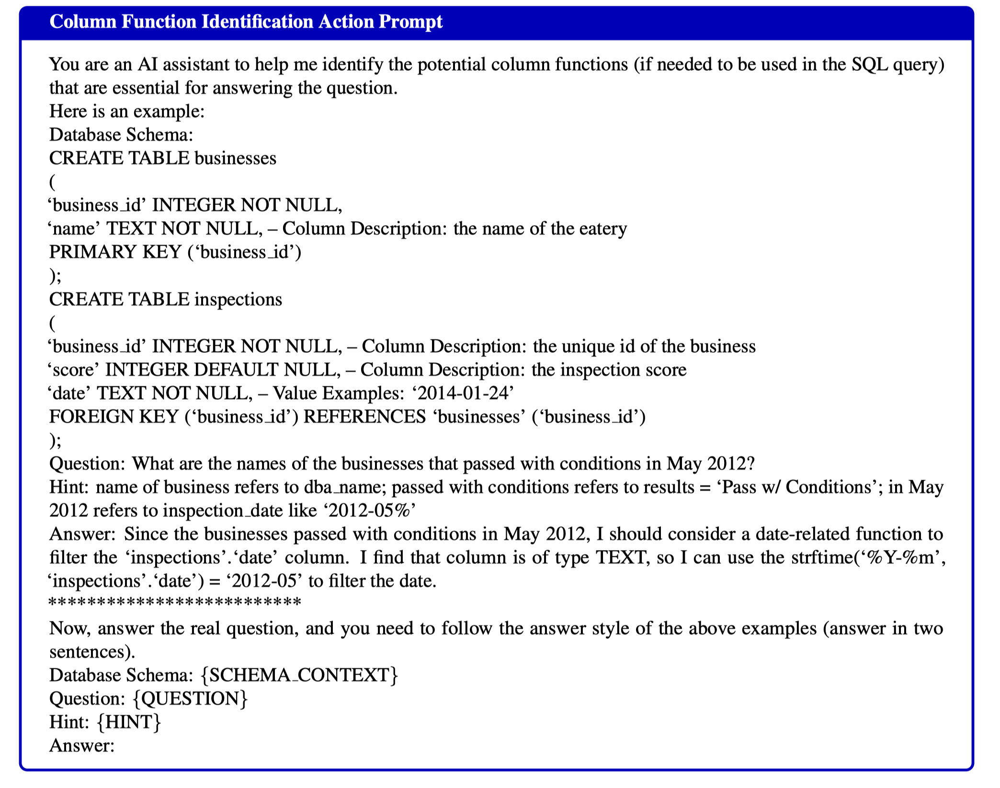 Column Function Identification Action Prompt
You are an AI assistant to help me identify the potential column functions (if needed to be used in the SQL query)
that are essential for answering the question.
Here is an example:
Database Schema:
CREATE TABLE businesses
(
‘business_id’ INTEGER NOT NULL,
‘name’ TEXT NOT NULL, – Column Description: the name of the eatery
PRIMARY KEY (‘business_id’)
);
CREATE TABLE inspections
(
‘business_id’ INTEGER NOT NULL, – Column Description: the unique id of the business
‘score’ INTEGER DEFAULT NULL, – Column Description: the inspection score
‘date’ TEXT NOT NULL, – Value Examples: ‘2014-01-24’
FOREIGN KEY (‘business_id’) REFERENCES ‘businesses’ (‘business_id’)
);
Question: What are the names of the businesses that passed with conditions in May 2012?
Hint: name of business refers to dba_name; passed with conditions refers to results = ‘Pass w/ Conditions’; in May
2012 refers to inspection_date like ‘2012-05%’
Answer: Since the businesses passed with conditions in May 2012, I should consider a date-related function to
filter the ‘inspections’.‘date’ column. I find that column is of type TEXT, so I can use the strftime(‘%Y-%m’,
‘inspections’.‘date’) = ‘2012-05’ to filter the date.
**************************
Now, answer the real question, and you need to follow the answer style of the above examples (answer in two
sentences).
Database Schema: {SCHEMA_CONTEXT}
Question: {QUESTION}
Hint: {HINT}
Answer: